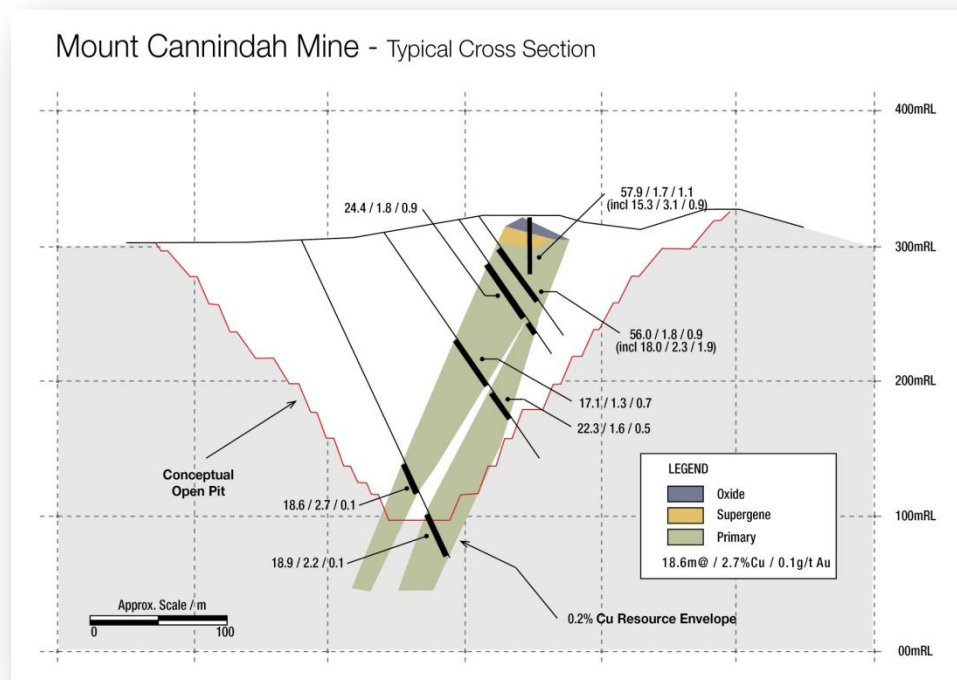 Mount Cannindah Mine - Typical Cross Section
400mRL
57.9 / 1.7 / 1.1
(incl 15.3 / 3.1 / 0.9)
24.4 / 1.8 / 0.9
300mRL
56.0 / 1.8 / 0.9
(incl 18.0 / 2.3 / 1.9)
200mRL
17.1 / 1.3 / 0.7
22.3 / 1.6 / 0.5
Conceptual
Open Pit
LEGEND
Oxide
Supergene
Primary
18.6m@ / 2.7%Cu / 0.1g/t Au
18.6 / 2.7 / 0.1
100mRL
18.9 / 2.2 / 0.1
Approx. Scale / m
0 100
0.2% Cu Resource Envelope
00mRL